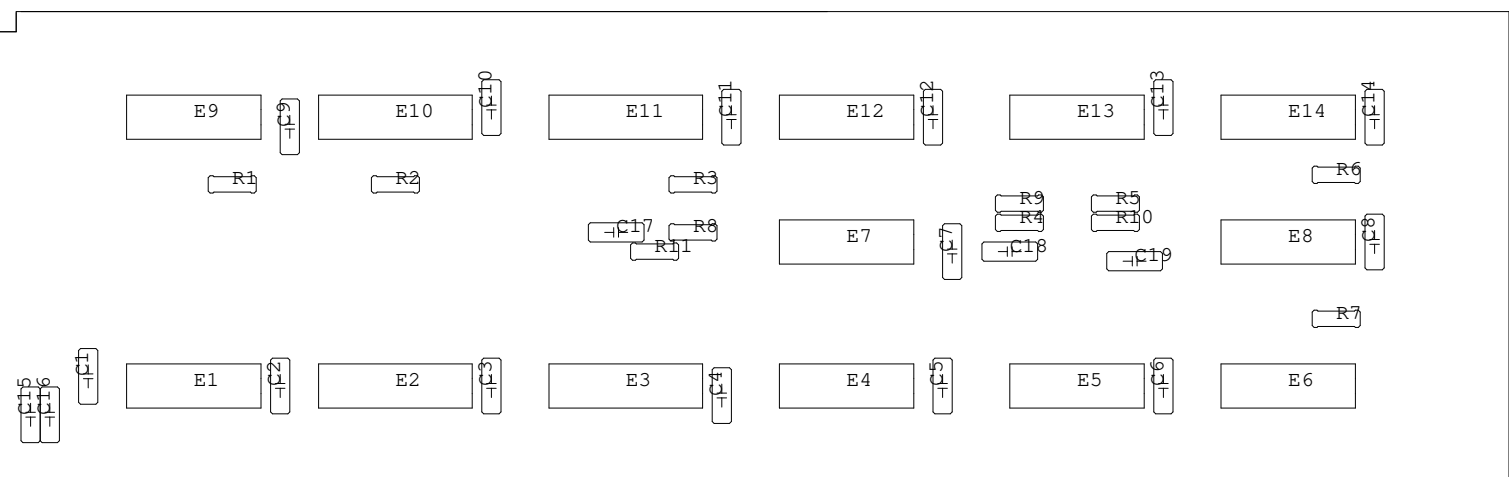 E9 C9 E10 C10 E11 C11 E12 C12 E13 C13 E14 C14
R1 R2 R3 R6
R9 R5
C17 R8 R4 R10
R11 E7 C7 C18 C19 E8 C8
R7
C15 C16 C1 E1 C2 E2 C3 E3 C4 E4 C5 E5 C6 E6